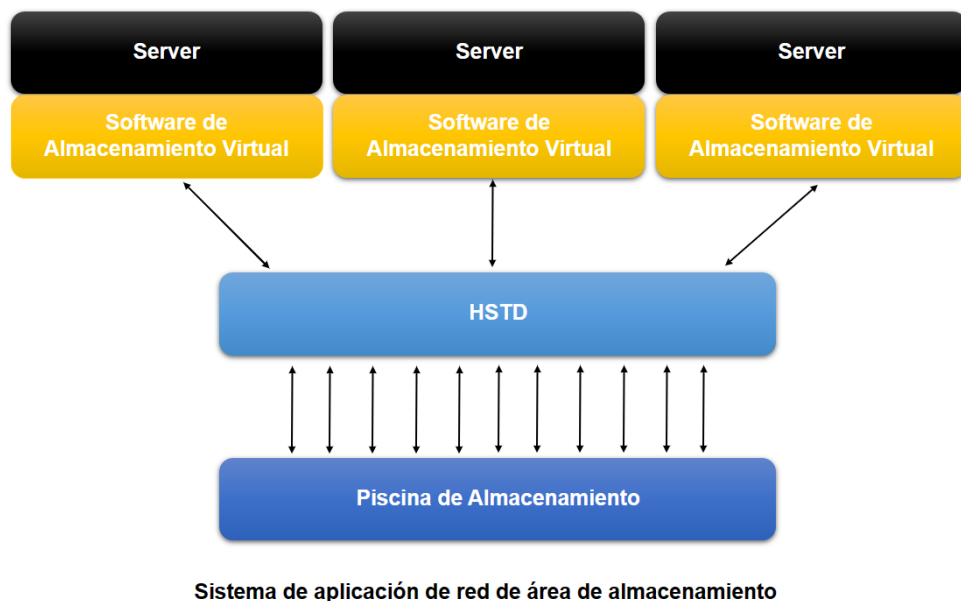 Server
Server
Server
Software de
Almacenamiento Virtual
Software de
Almacenamiento Virtual
Software de
Almacenamiento Virtual
HSTD
Piscina de Almacenamiento
Sistema de aplicación de red de área de almacenamiento